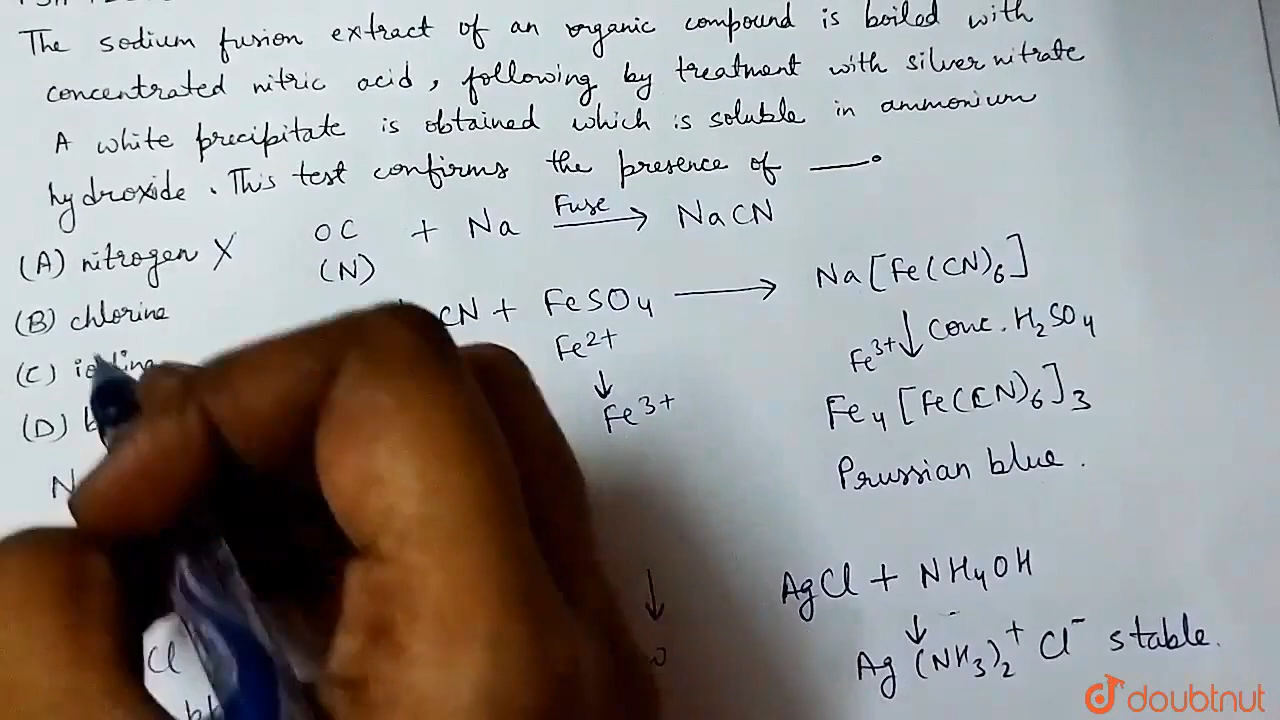 The sodium fusion extract of an organic compound is boiled with
concentrated nitric acid, following by treatment with silver nitrate
A white precipitate is obtained which is soluble in ammonium
hydroxide. This test confirms the presence of —.
(A) nitrogen X
OC + Na Fuse → NaCN
(N)
(B) chlorine
CN + FeSO4 → Na[Fe(CN)6]
Fe2+
↓
Fe3+
Fe3+ ↓ Conc. H2SO4
(C)
Fe4[Fe(CN)6]3
(D)
Prussian blue.
N
↓
AgCl + NH4OH
↓
Ag(NH3)2+ Cl- stable.
Cl
doubtnut